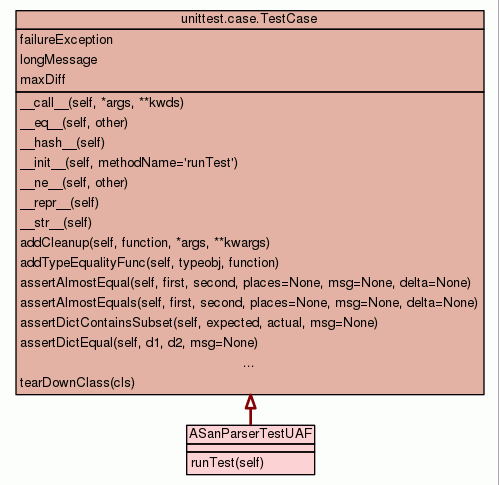 unittest.case.TestCase
failureException
longMessage
maxDiff
__call__(self, *args, **kwds)
__eq__(self, other)
__hash__(self)
__init__(self, methodName='runTest')
__ne__(self, other)
__repr__(self)
__str__(self)
addCleanup(self, function, *args, **kwargs)
addTypeEqualityFunc(self, typeobj, function)
assertAlmostEqual(self, first, second, places=None, msg=None, delta=None)
assertAlmostEquals(self, first, second, places=None, msg=None, delta=None)
assertDictContainsSubset(self, expected, actual, msg=None)
assertDictEqual(self, d1, d2, msg=None)
...
tearDownClass(cls)
ASanParserTestUAF
runTest(self)